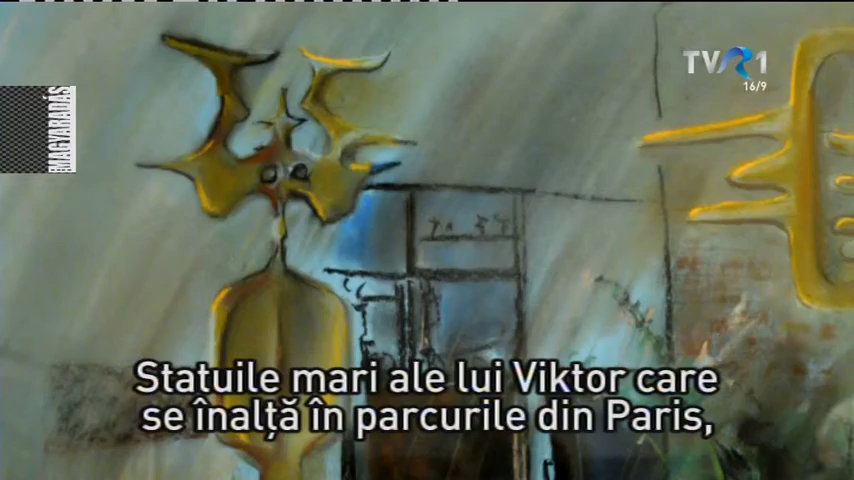 TVR1
16/9
MAGYARADÁS
Statuile mari ale lui Viktor care
se înalță în parcurile din Paris,